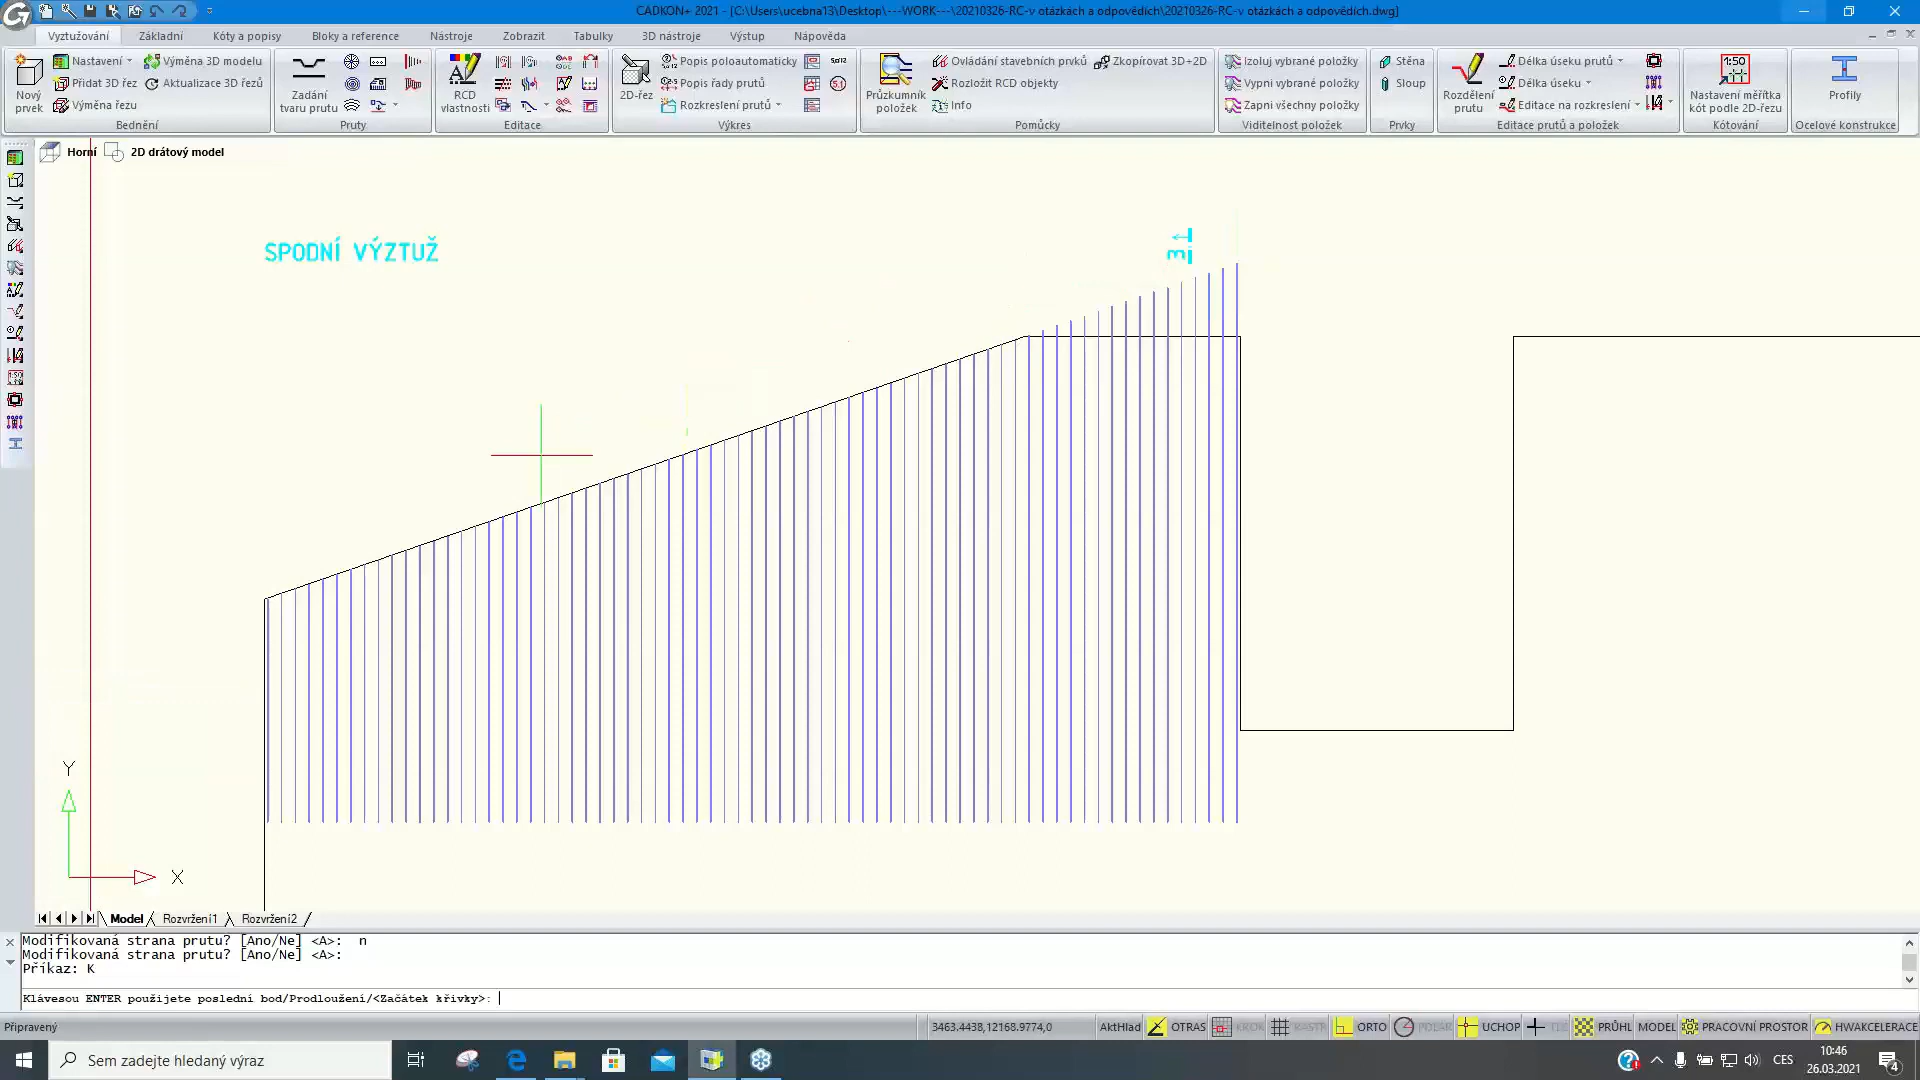 CADKON+ 2021 - [C:\Users\ucebna13\Desktop\---WORK---\20210326-RC-v otázkách a odpovědích\20210326-RC-v otázkách a odpovědích.dwg]
Vyztužování Základní Kóty a popisy Bloky a reference Nástroje Zobrazit Tabulky 3D nástroje Výstup Nápověda
Nový prvek
Nastavení
Přidat 3D řez
Výměna řezu
Výměna 3D modelu
Aktualizace 3D řezů
Bednění
Zadání tvaru prutu
Pruty
RCD vlastnosti
Editace
2D-řez
Popis poloautomaticky
Popis řady prutů
Rozkreslení prutů
Výkres
Průzkumník položek
Ovládání stavebních prvků
Rozložit RCD objekty
Info
Zkopírovat 3D+2D
Pomůcky
Izoluj vybrané položky
Vypni vybrané položky
Zapni všechny položky
Viditelnost položek
Stěna
Sloup
Prvky
Rozdělení prutu
Délka úseku prutů
Délka úseku
Editace na rozkreslení
Editace prutů a položek
1:50
Nastavení měřítka kót podle 2D-řezu
Kótování
Profily
Ocelové konstrukce
Horní 2D drátový model
SPODNÍ VÝZTUŽ
3
Y
X
Model Rozvržení1 Rozvržení2
Modifikovaná strana prutu? [Ano/Ne] <A>: n
Modifikovaná strana prutu? [Ano/Ne] <A>:
Příkaz: K
Klávesou ENTER použijete poslední bod/Prodloužení/<Začátek křivky>:
Připravený 3463.4438,12168.9774,0 AktHlad OTRAS KROK RASTR ORTO POLAR UCHOP PRŮHL MODEL PRACOVNÍ PROSTOR HWAKCELERACE
Sem zadejte hledaný výraz
CES
10:46
26.03.2021
4